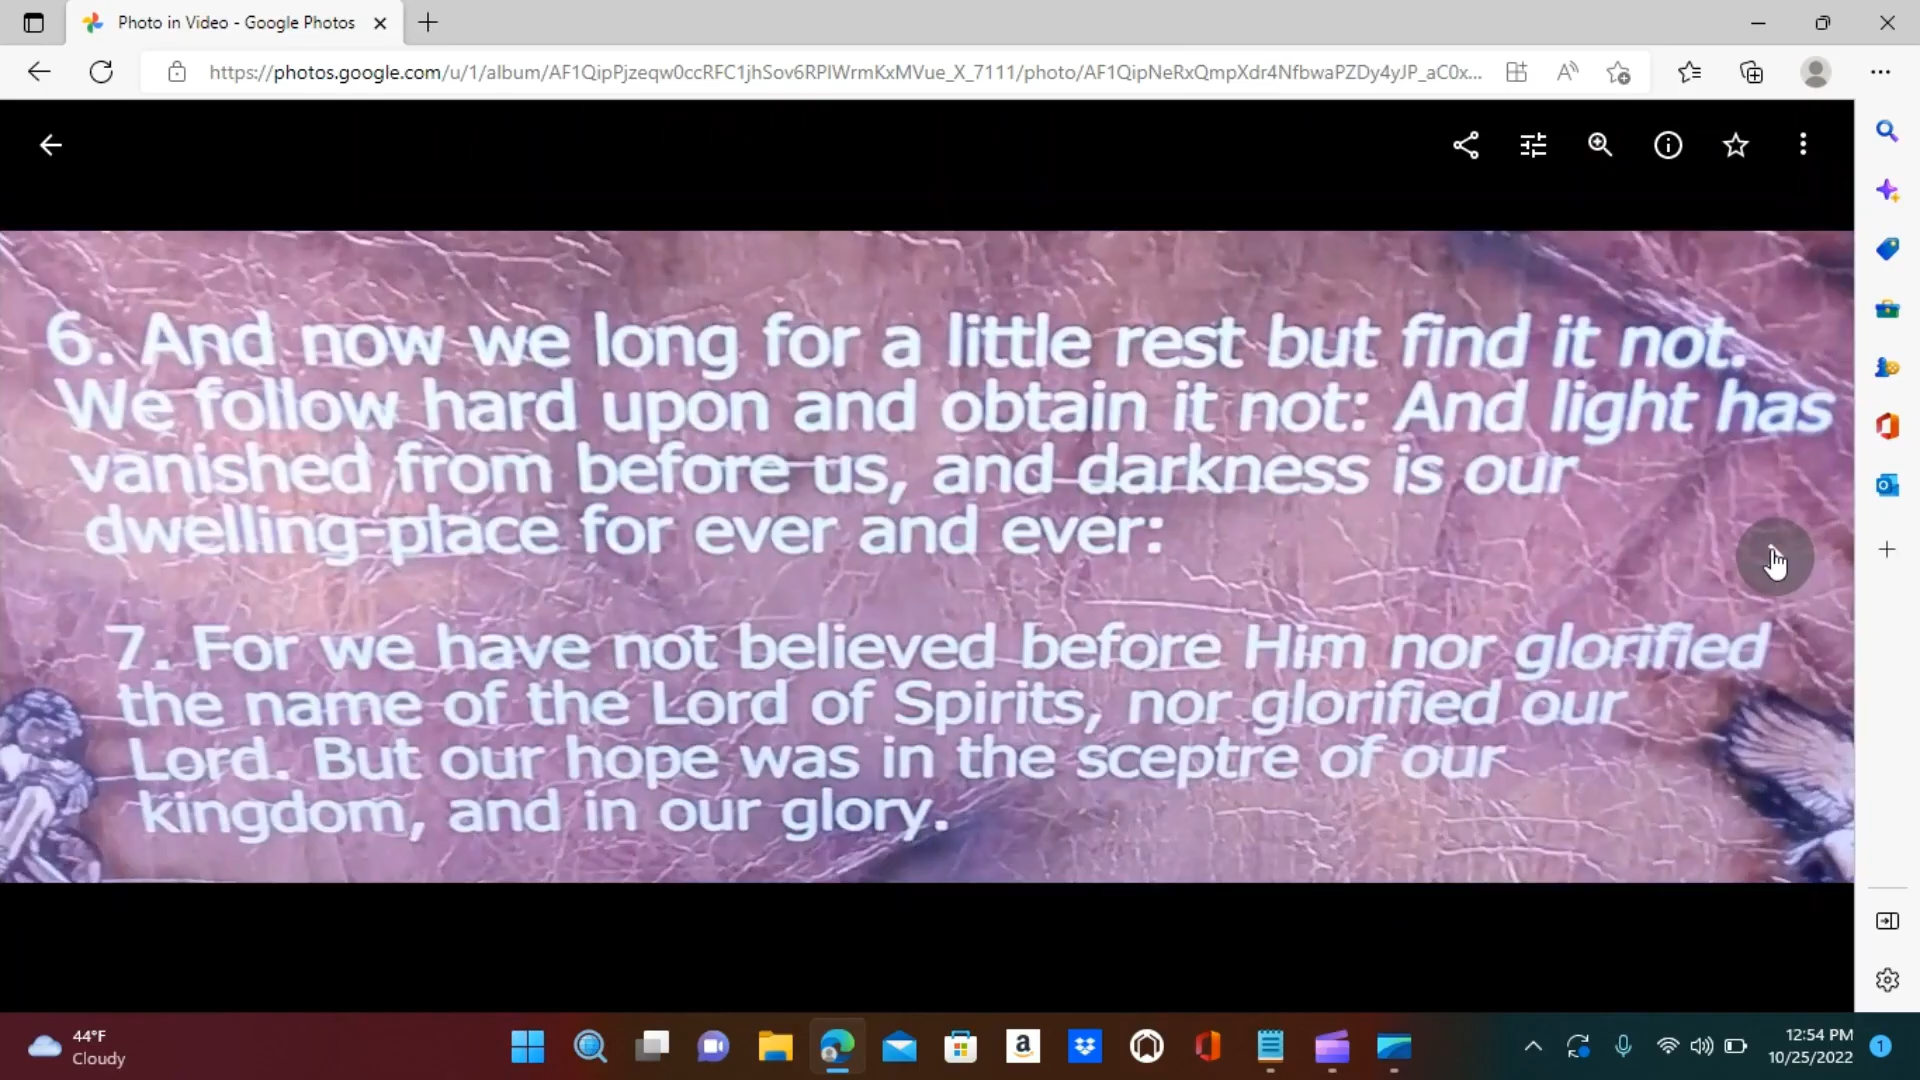 Photo in Video - Google Photos
https://photos.google.com/u/1/album/AF1QipPjzeqw0ccRFC1jhSov6RPIWrmKxMVue_X_7111/photo/AF1QipNeRxQmpXdr4NfbwaPZDy4yJP_aC0x...
6. And now we long for a little rest but find it not.
We follow hard upon and obtain it not: And light has
vanished from before us, and darkness is our
dwelling-place for ever and ever:
7. For we have not believed before Him nor glorified
the name of the Lord of Spirits, nor glorified our
Lord. But our hope was in the sceptre of our
kingdom, and in our glory.
44°F
Cloudy
12:54 PM
10/25/2022
1